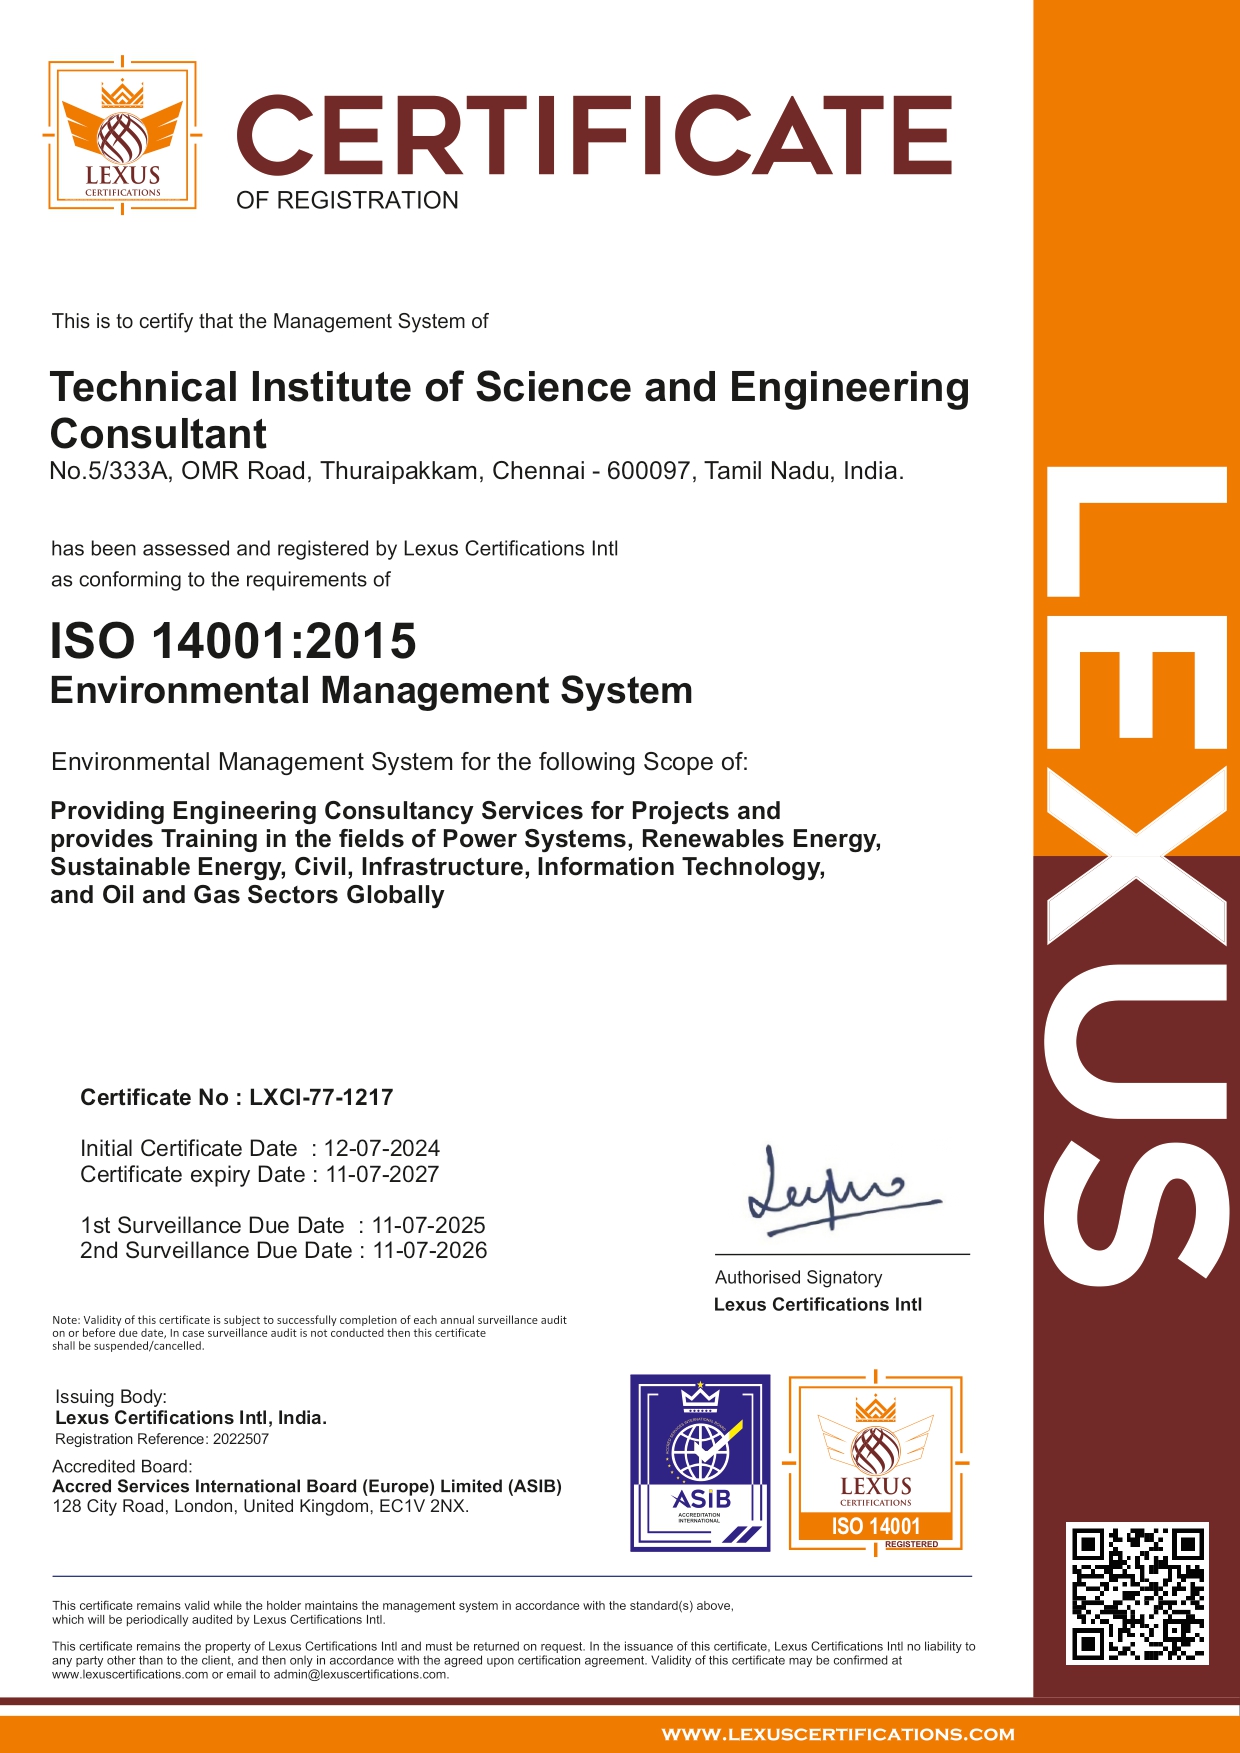 LEXUS
CERTIFICATIONS
CERTIFICATE
OF REGISTRATION
This is to certify that the Management System of
Technical Institute of Science and Engineering
Consultant
No.5/333A, OMR Road, Thuraipakkam, Chennai - 600097, Tamil Nadu, India.
has been assessed and registered by Lexus Certifications Intl
as conforming to the requirements of
ISO 14001:2015
Environmental Management System
Environmental Management System for the following Scope of:
Providing Engineering Consultancy Services for Projects and
provides Training in the fields of Power Systems, Renewables Energy,
Sustainable Energy, Civil, Infrastructure, Information Technology,
and Oil and Gas Sectors Globally
LEXUS
Certificate No : LXCI-77-1217
Initial Certificate Date : 12-07-2024
Certificate expiry Date : 11-07-2027
1st Surveillance Due Date : 11-07-2025
2nd Surveillance Due Date : 11-07-2026
Authorised Signatory
Lexus Certifications Intl
Note: Validity of this certificate is subject to successfully completion of each annual surveillance audit
on or before due date, In case surveillance audit is not conducted then this certificate
shall be suspended/cancelled.
Issuing Body:
Lexus Certifications Intl, India.
Registration Reference: 2022507
Accredited Board:
Accred Services International Board (Europe) Limited (ASIB)
128 City Road, London, United Kingdom, EC1V 2NX.
ASiB
ACCREDITATION
INTERNATIONAL
LEXUS
CERTIFICATIONS
ISO 14001
REGISTERED
This certificate remains valid while the holder maintains the management system in accordance with the standard(s) above,
which will be periodically audited by Lexus Certifications Intl.
This certificate remains the property of Lexus Certifications Intl and must be returned on request. In the issuance of this certificate, Lexus Certifications Intl no liability to
any party other than to the client, and then only in accordance with the agreed upon certification agreement. Validity of this certificate may be confirmed at
www.lexuscertifications.com or email to admin@lexuscertifications.com.
WWW.LEXUSCERTIFICATIONS.COM